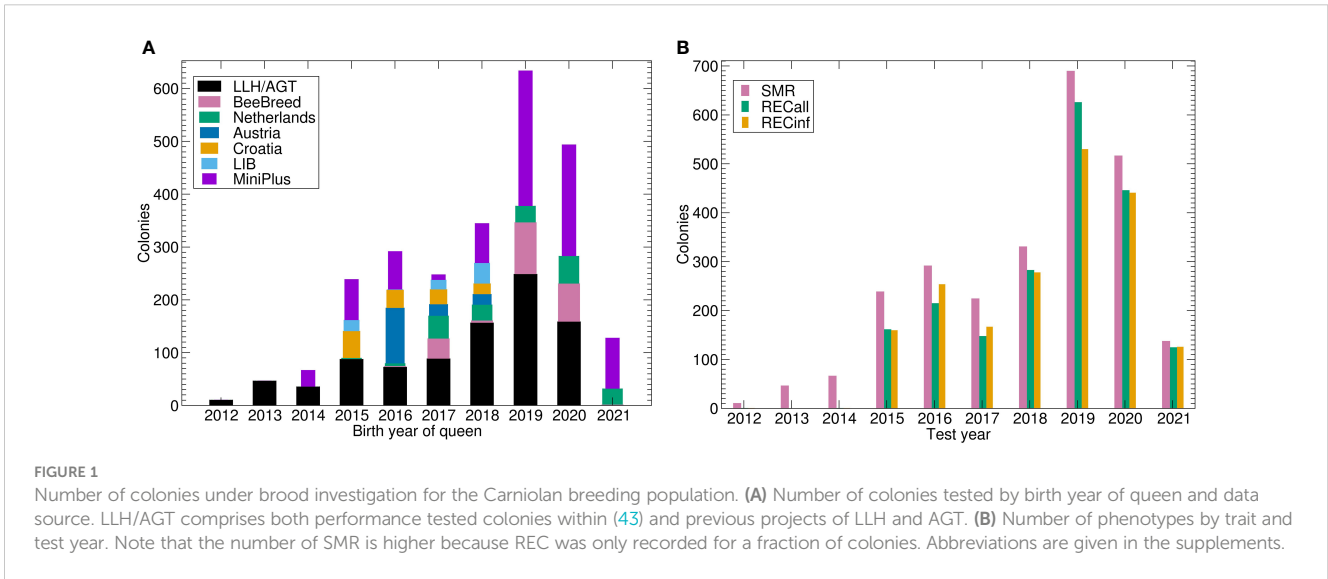 A
B
600
500
400
300
200
100
0
Colonies
LLH/AGT
BeeBreed
Netherlands
Austria
Croatia
LIB
MiniPlus
2012 2013 2014 2015 2016 2017 2018 2019 2020 2021
Birth year of queen
700
600
500
400
300
200
100
0
Colonies
SMR
RECall
RECinf
2012 2013 2014 2015 2016 2017 2018 2019 2020 2021
Test year
FIGURE 1
Number of colonies under brood investigation for the Carniolan breeding population. (A) Number of colonies tested by birth year of queen and data
source. LLH/AGT comprises both performance tested colonies within (43) and previous projects of LLH and AGT. (B) Number of phenotypes by trait and
test year. Note that the number of SMR is higher because REC was only recorded for a fraction of colonies. Abbreviations are given in the supplements.